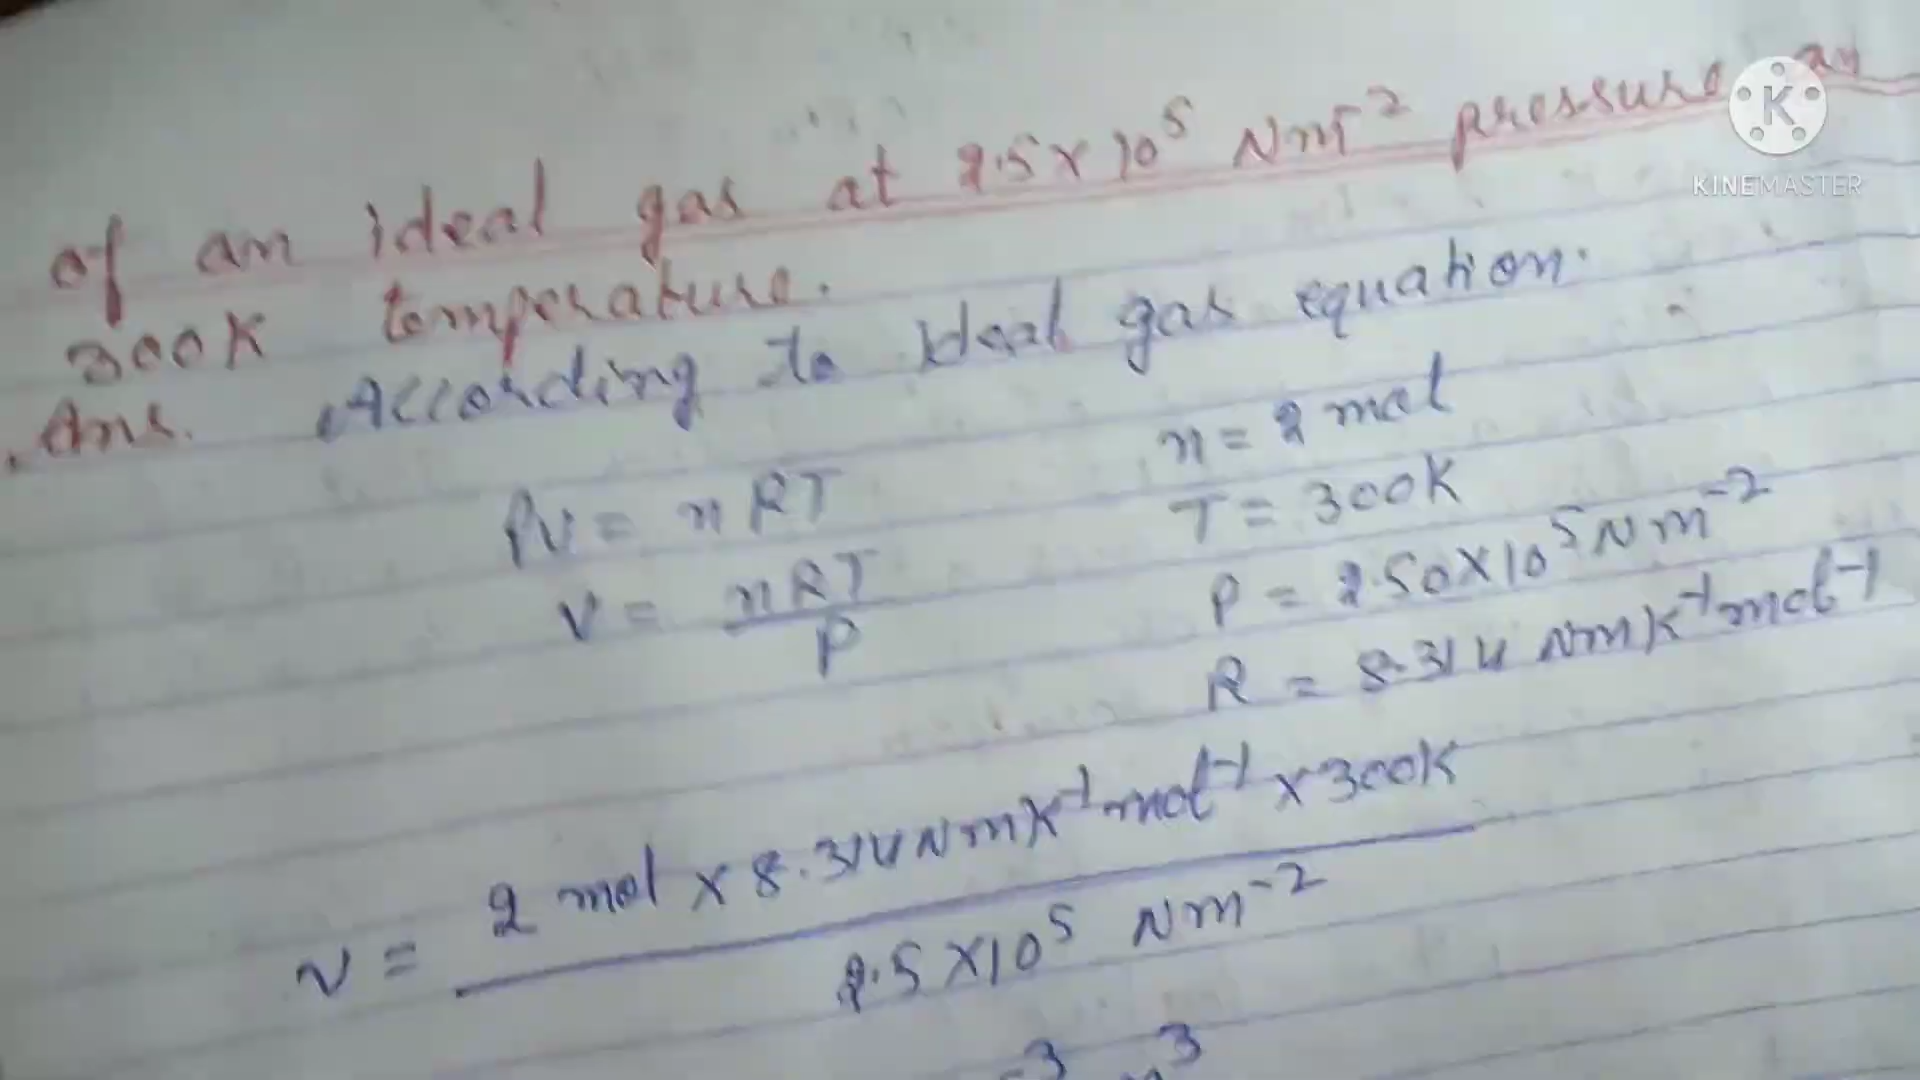 of an ideal gas at 2.5 x 10⁵ Nm⁻² pressure an
300K temperature.
Ans. According to Ideal gas equation.
PV = nRT
V = nRT
P
n = 2 mol
T = 300K
P = 2.50 x 10⁵ Nm⁻²
R = 8.314 NmK⁻¹mol⁻¹
V = 2 mol x 8.314 NmK⁻¹mol⁻¹ x 300K
2.5 x 10⁵ Nm⁻²
KINEMASTER